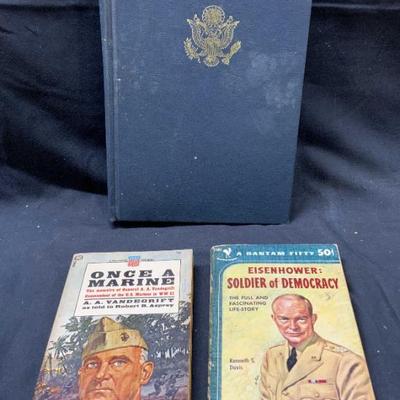 ONCE A
MARINE
The memoirs of General A. A. Vandegrift
Commandant of the U.S. Marines in WW II
A. A. VANDEGRIFT
as told to Robert B. Asprey
A BANTAM FIFTY 50¢
EISENHOWER:
SOLDIER of DEMOCRACY
THE FULL AND
FASCINATING
LIFE-STORY
Kenneth S.
Davis